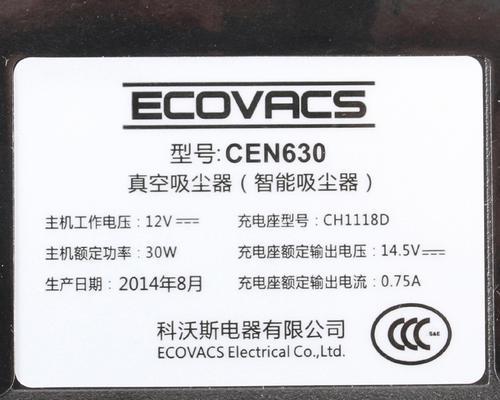 ECOVACS
型号: CEN630
真空吸尘器（智能吸尘器）
主机工作电压：12V⎓ 充电座型号：CH1118D
主机额定功率：30W 充电座额定输出电压：14.5V⎓
生产日期：2014年8月 充电座额定输出电流：0.75A
科沃斯电器有限公司
ECOVACS Electrical Co.,Ltd.
CCC S&E